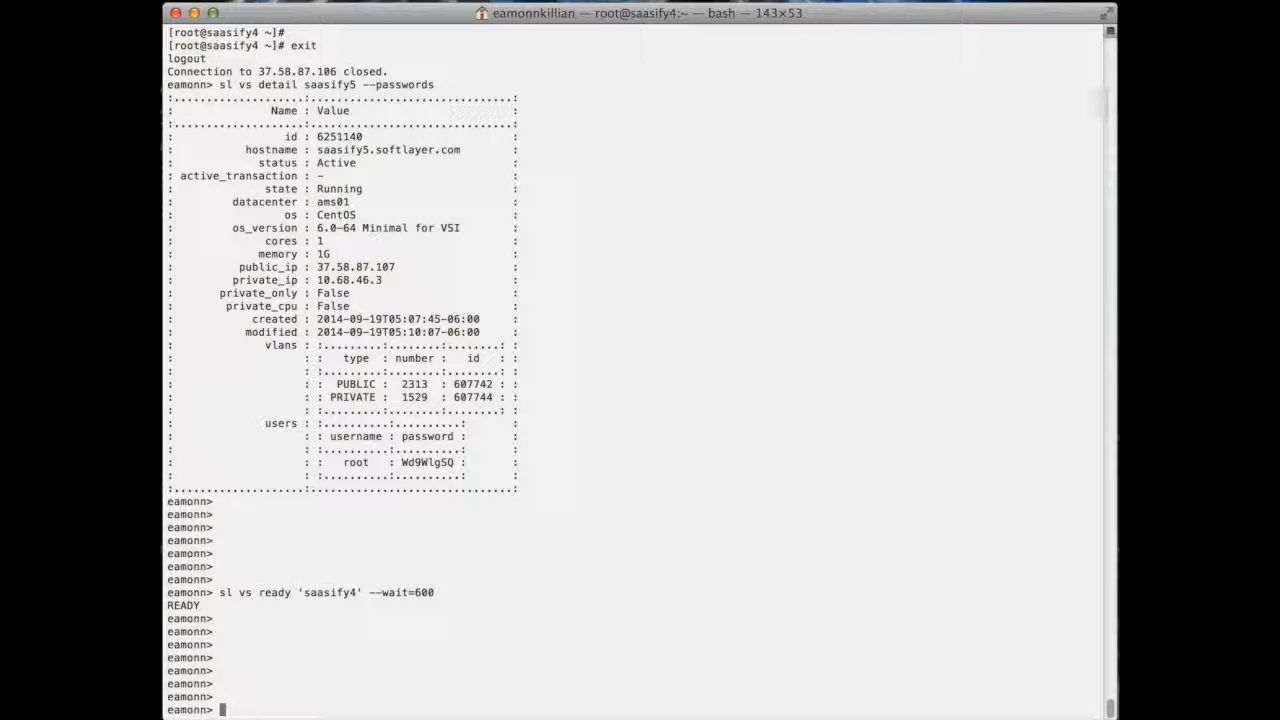 eamonnkillian — root@saasify4:~ — bash — 143×53
[root@saasify4 ~]#
[root@saasify4 ~]# exit
logout
Connection to 37.58.87.106 closed.
eamonn> sl vs detail saasify5 --passwords
:....................:...............................:
:               Name : Value                         :
:....................:...............................:
:                 id : 6251140                       :
:           hostname : saasify5.softlayer.com        :
:             status : Active                        :
: active_transaction : -                             :
:              state : Running                       :
:         datacenter : ams01                         :
:                 os : CentOS                        :
:         os_version : 6.0-64 Minimal for VSI        :
:              cores : 1                             :
:             memory : 1G                            :
:          public_ip : 37.58.87.107                  :
:         private_ip : 10.68.46.3                    :
:       private_only : False                         :
:        private_cpu : False                         :
:            created : 2014-09-19T05:07:45-06:00     :
:           modified : 2014-09-19T05:10:07-06:00     :
:              vlans : :.........:........:........: :
:                    : :   type  : number :   id   : :
:                    : :.........:........:........: :
:                    : :  PUBLIC :  2313  : 607742 : :
:                    : : PRIVATE :  1529  : 607744 : :
:                    : :.........:........:........: :
:              users : :..........:..........:       :
:                    : : username : password :       :
:                    : :..........:..........:       :
:                    : :   root   : Wd9WlgSQ :       :
:                    : :..........:..........:       :
:....................:...............................:
eamonn>
eamonn>
eamonn>
eamonn>
eamonn>
eamonn>
eamonn>
eamonn> sl vs ready 'saasify4' --wait=600
READY
eamonn>
eamonn>
eamonn>
eamonn>
eamonn>
eamonn>
eamonn>
eamonn>